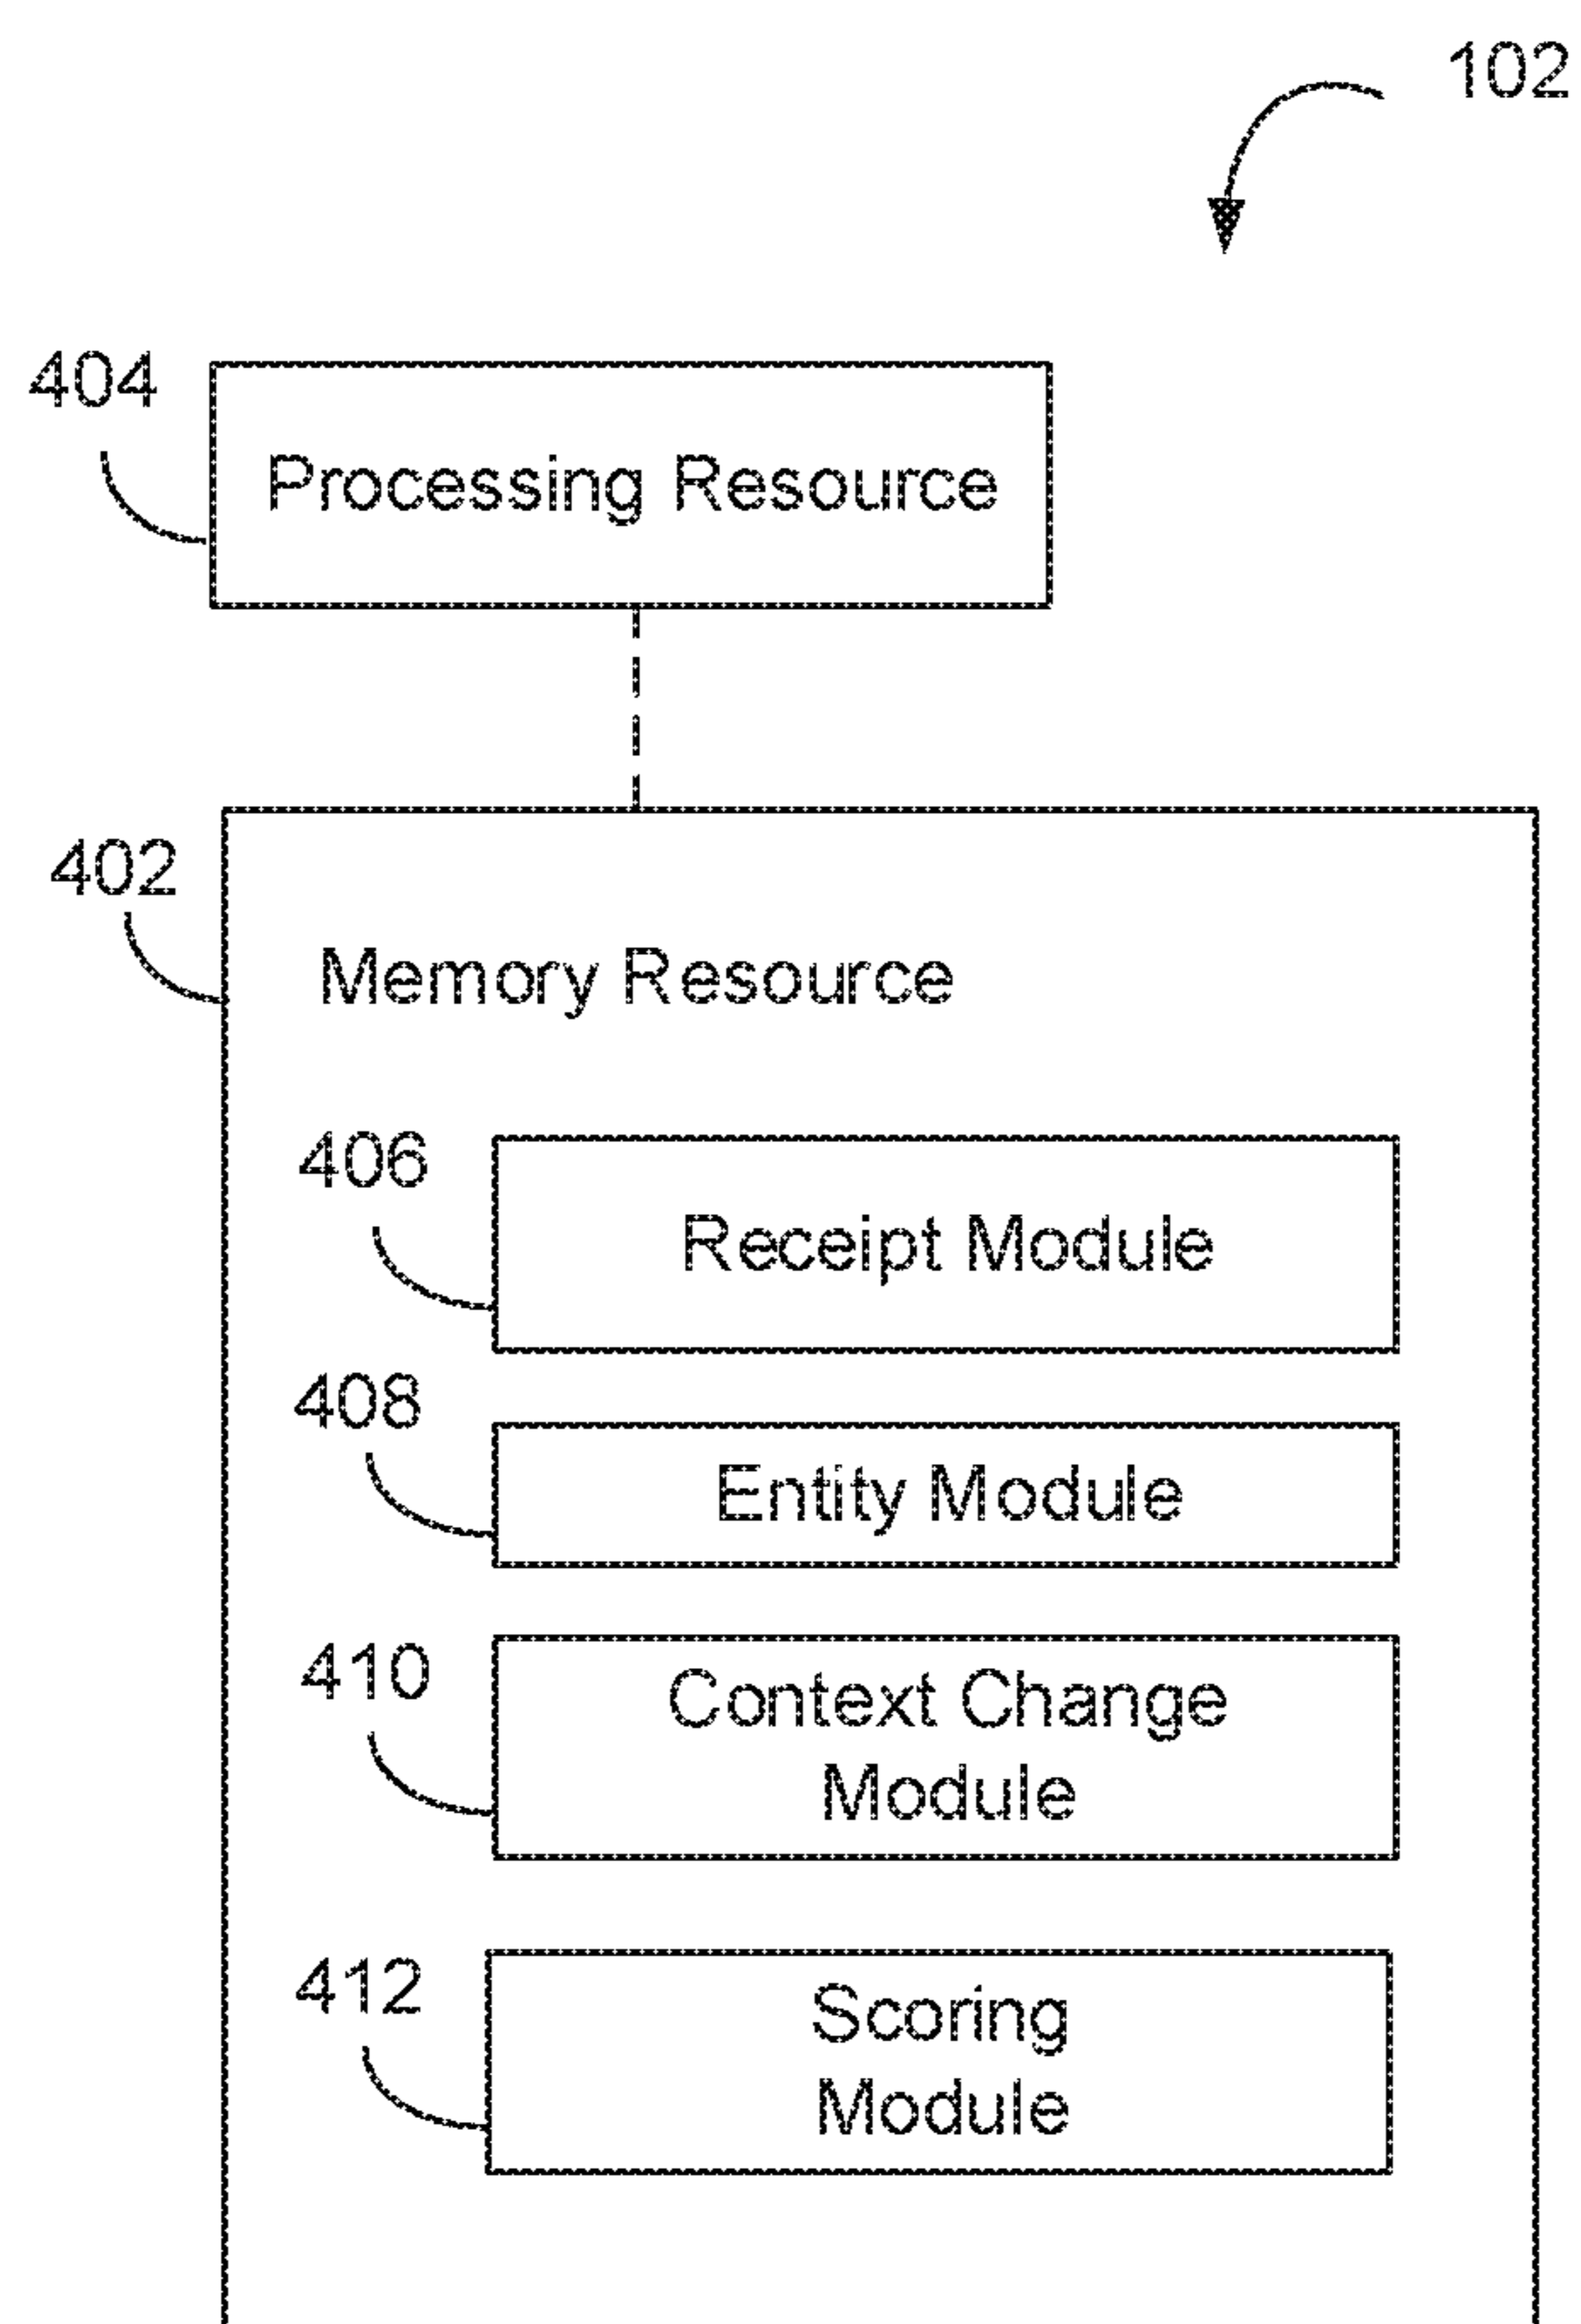 102
404
Processing Resource
402
Memory Resource
406
Receipt Module
408
Entity Module
410
Context Change
Module
412
Scoring
Module